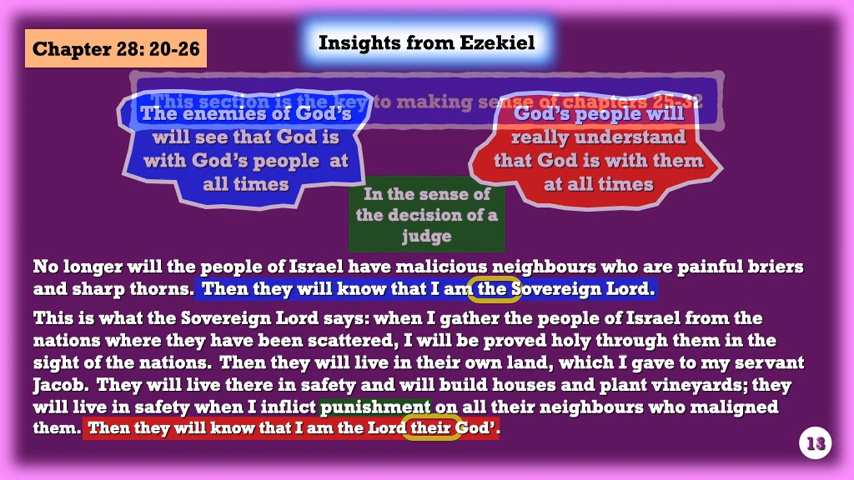 Chapter 28: 20-26
Insights from Ezekiel
This section is the key to making sense of chapters 25-32
The enemies of God's
will see that God is
with God's people at
all times
God's people will
really understand
that God is with them
at all times
In the sense of
the decision of a
judge
No longer will the people of Israel have malicious neighbours who are painful briers
and sharp thorns. Then they will know that I am the Sovereign Lord.
This is what the Sovereign Lord says: when I gather the people of Israel from the
nations where they have been scattered, I will be proved holy through them in the
sight of the nations. Then they will live in their own land, which I gave to my servant
Jacob. They will live there in safety and will build houses and plant vineyards; they
will live in safety when I inflict punishment on all their neighbours who maligned
them. Then they will know that I am the Lord their God'.
13